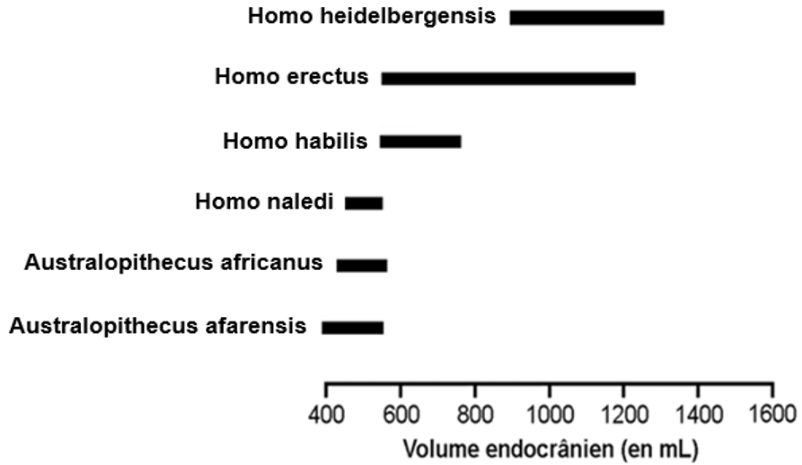 Homo heidelbergensis
Homo erectus
Homo habilis
Homo naledi
Australopithecus africanus
Australopithecus afarensis
400 600 800 1000 1200 1400 1600
Volume endocrânien (en mL)